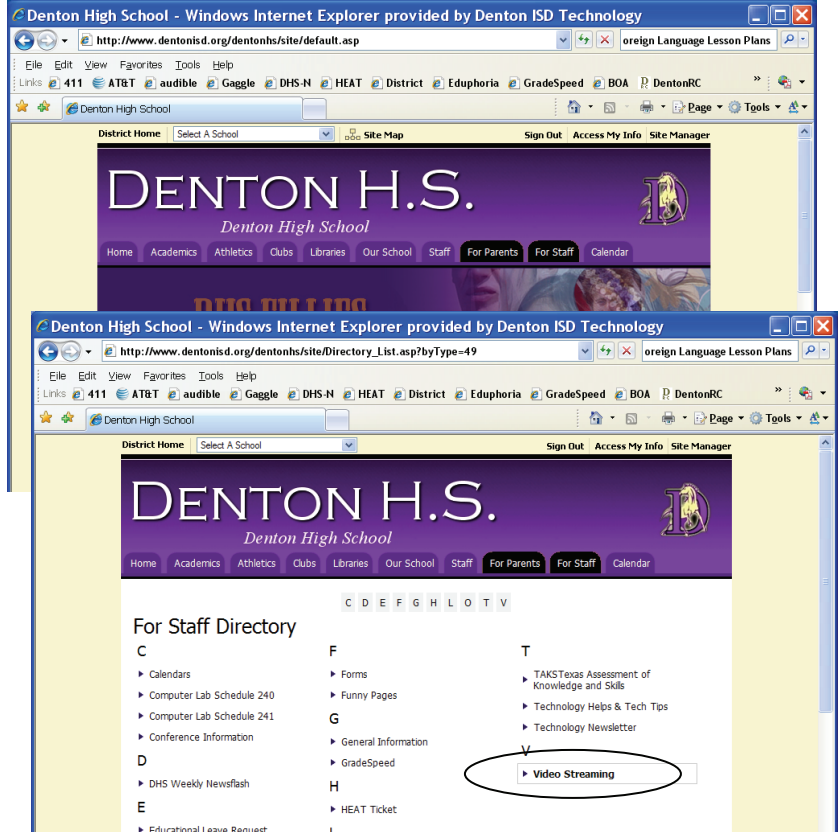 Denton High School - Windows Internet Explorer provided by Denton ISD Technology
http://www.dentonisd.org/dentonhs/site/default.asp
oreign Language Lesson Plans
File Edit View Favorites Tools Help
Links 411 AT&T audible Gaggle DHS-N HEAT District Eduphoria GradeSpeed BOA DentonRC »
Denton High School
Page Tools
District Home Select A School Site Map Sign Out Access My Info Site Manager
DENTON H.S.
Denton High School
Home Academics Athletics Clubs Libraries Our School Staff For Parents For Staff Calendar
Denton High School - Windows Internet Explorer provided by Denton ISD Technology
http://www.dentonisd.org/dentonhs/site/Directory_List.asp?byType=49
oreign Language Lesson Plans
File Edit View Favorites Tools Help
Links 411 AT&T audible Gaggle DHS-N HEAT District Eduphoria GradeSpeed BOA DentonRC »
Denton High School
Page Tools
District Home Select A School Sign Out Access My Info Site Manager
DENTON H.S.
Denton High School
Home Academics Athletics Clubs Libraries Our School Staff For Parents For Staff Calendar
C D E F G H L O T V
For Staff Directory
C
Calendars
Computer Lab Schedule 240
Computer Lab Schedule 241
Conference Information
D
DHS Weekly Newsflash
E
Educational Leave Request
F
Forms
Funny Pages
G
General Information
GradeSpeed
H
HEAT Ticket
T
TAKSTexas Assessment of
Knowledge and Skills
Technology Helps & Tech Tips
Technology Newsletter
V
Video Streaming